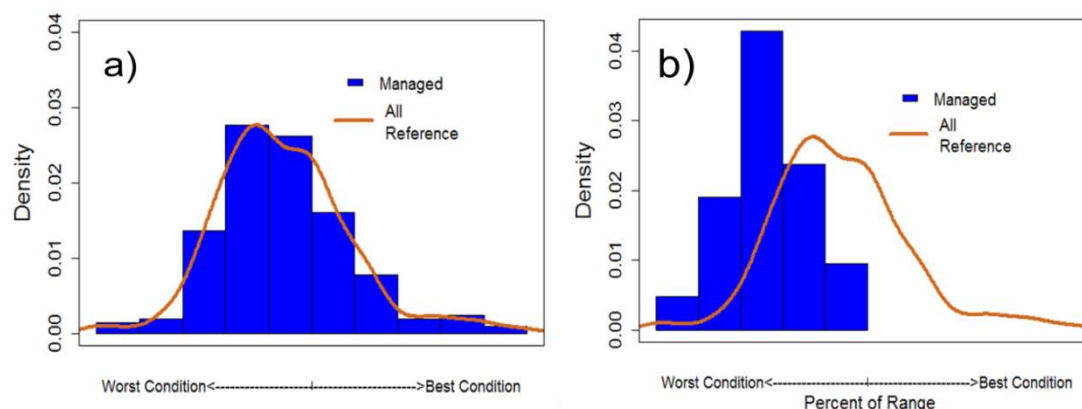 a)
Managed
All
Reference
Density
0.04
0.03
0.02
0.01
0.00
Worst Condition<---------------------+---------------------->Best Condition
b)
Managed
All
Reference
Density
0.04
0.03
0.02
0.01
0.00
Worst Condition<---------------------+---------------------->Best Condition
Percent of Range